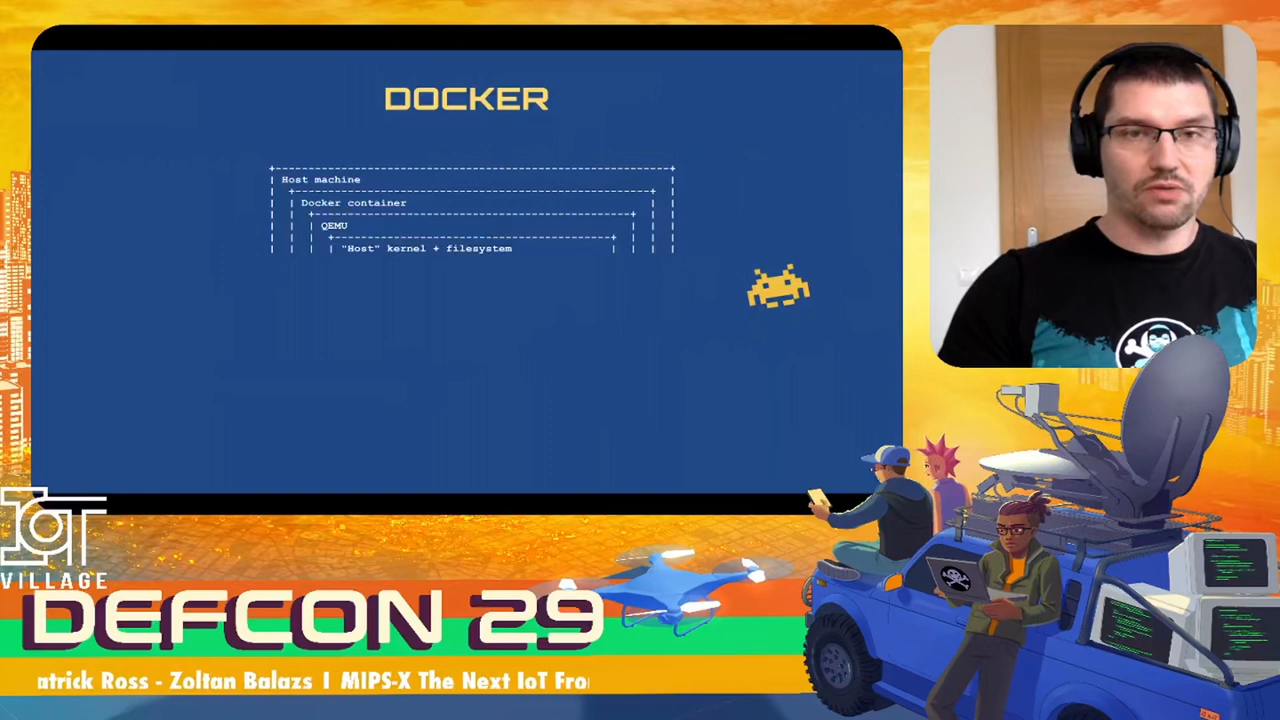 DOCKER
Host machine
Docker container
QEMU
"Host" kernel + filesystem
IOT
VILLAGE
DEFCON 29
atrick Ross - Zoltan Balazs I MIPS-X The Next IoT Fro